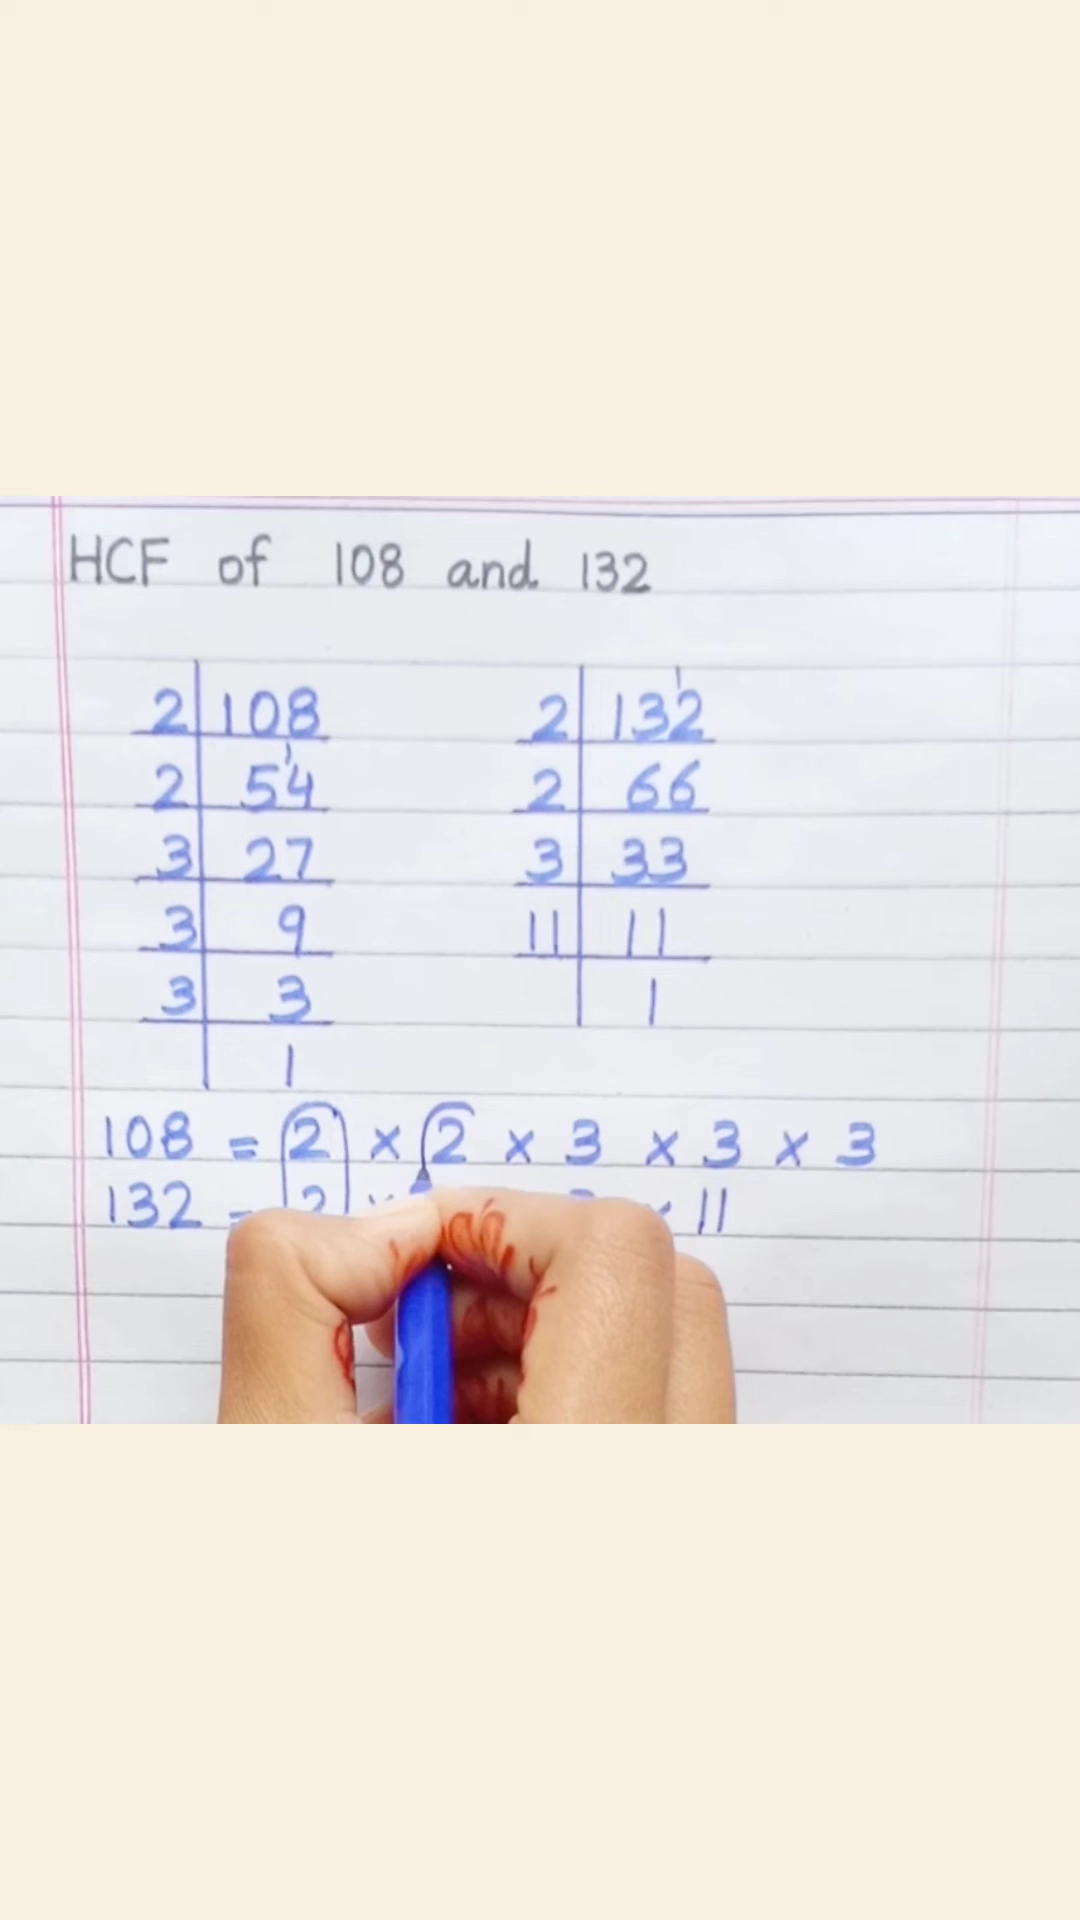 HCF of 108 and 132
2 108 2 132
2 54 2 66
3 27 3 33
3 9 11 11
3 3 1
1
108 = 2 × 2 × 3 × 3 × 3
132 = 2 × 11